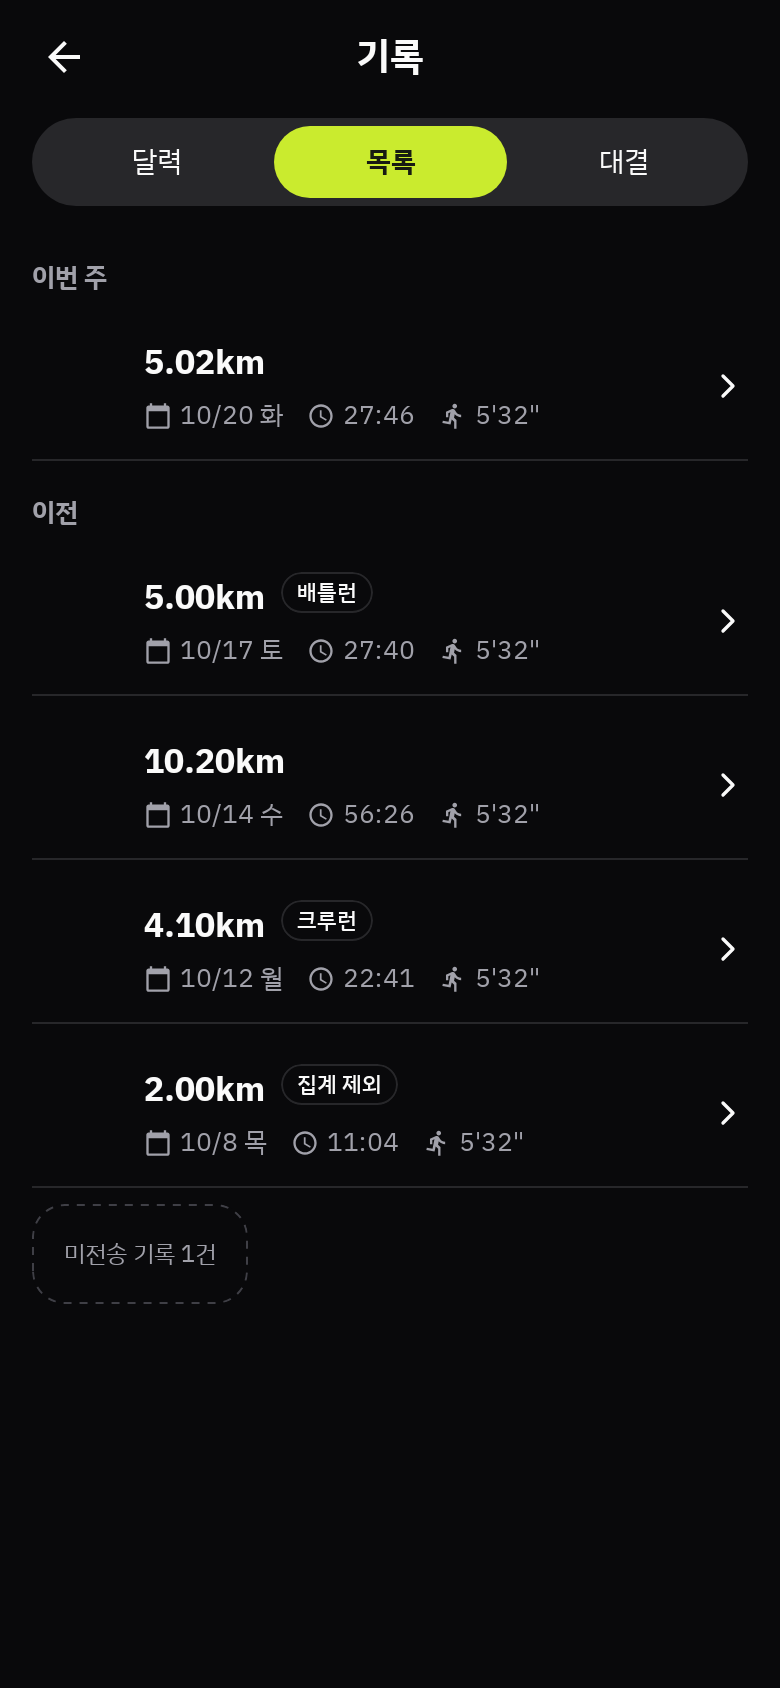 기록
달력 목록 대결
이번 주
5.02km
10/20 화 27:46 5'32"
이전
5.00km 배틀런
10/17 토 27:40 5'32"
10.20km
10/14 수 56:26 5'32"
4.10km 크루런
10/12 월 22:41 5'32"
2.00km 집계 제외
10/8 목 11:04 5'32"
미전송 기록 1건